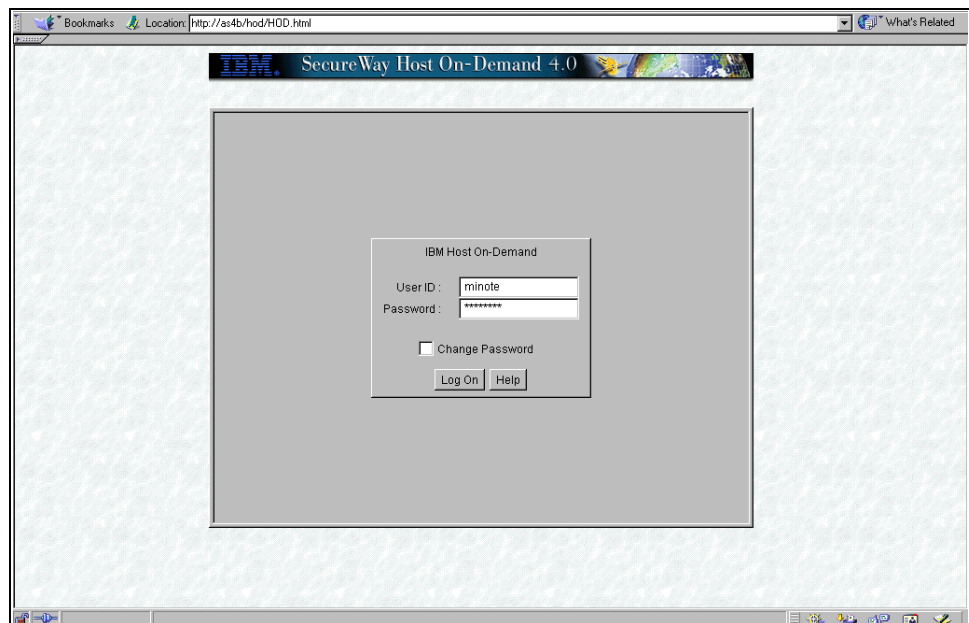 Bookmarks Location: http://as4b/hod/HOD.html What's Related
IBM. SecureWay Host On-Demand 4.0
IBM Host On-Demand
User ID : minote
Password : ********
Change Password
Log On Help